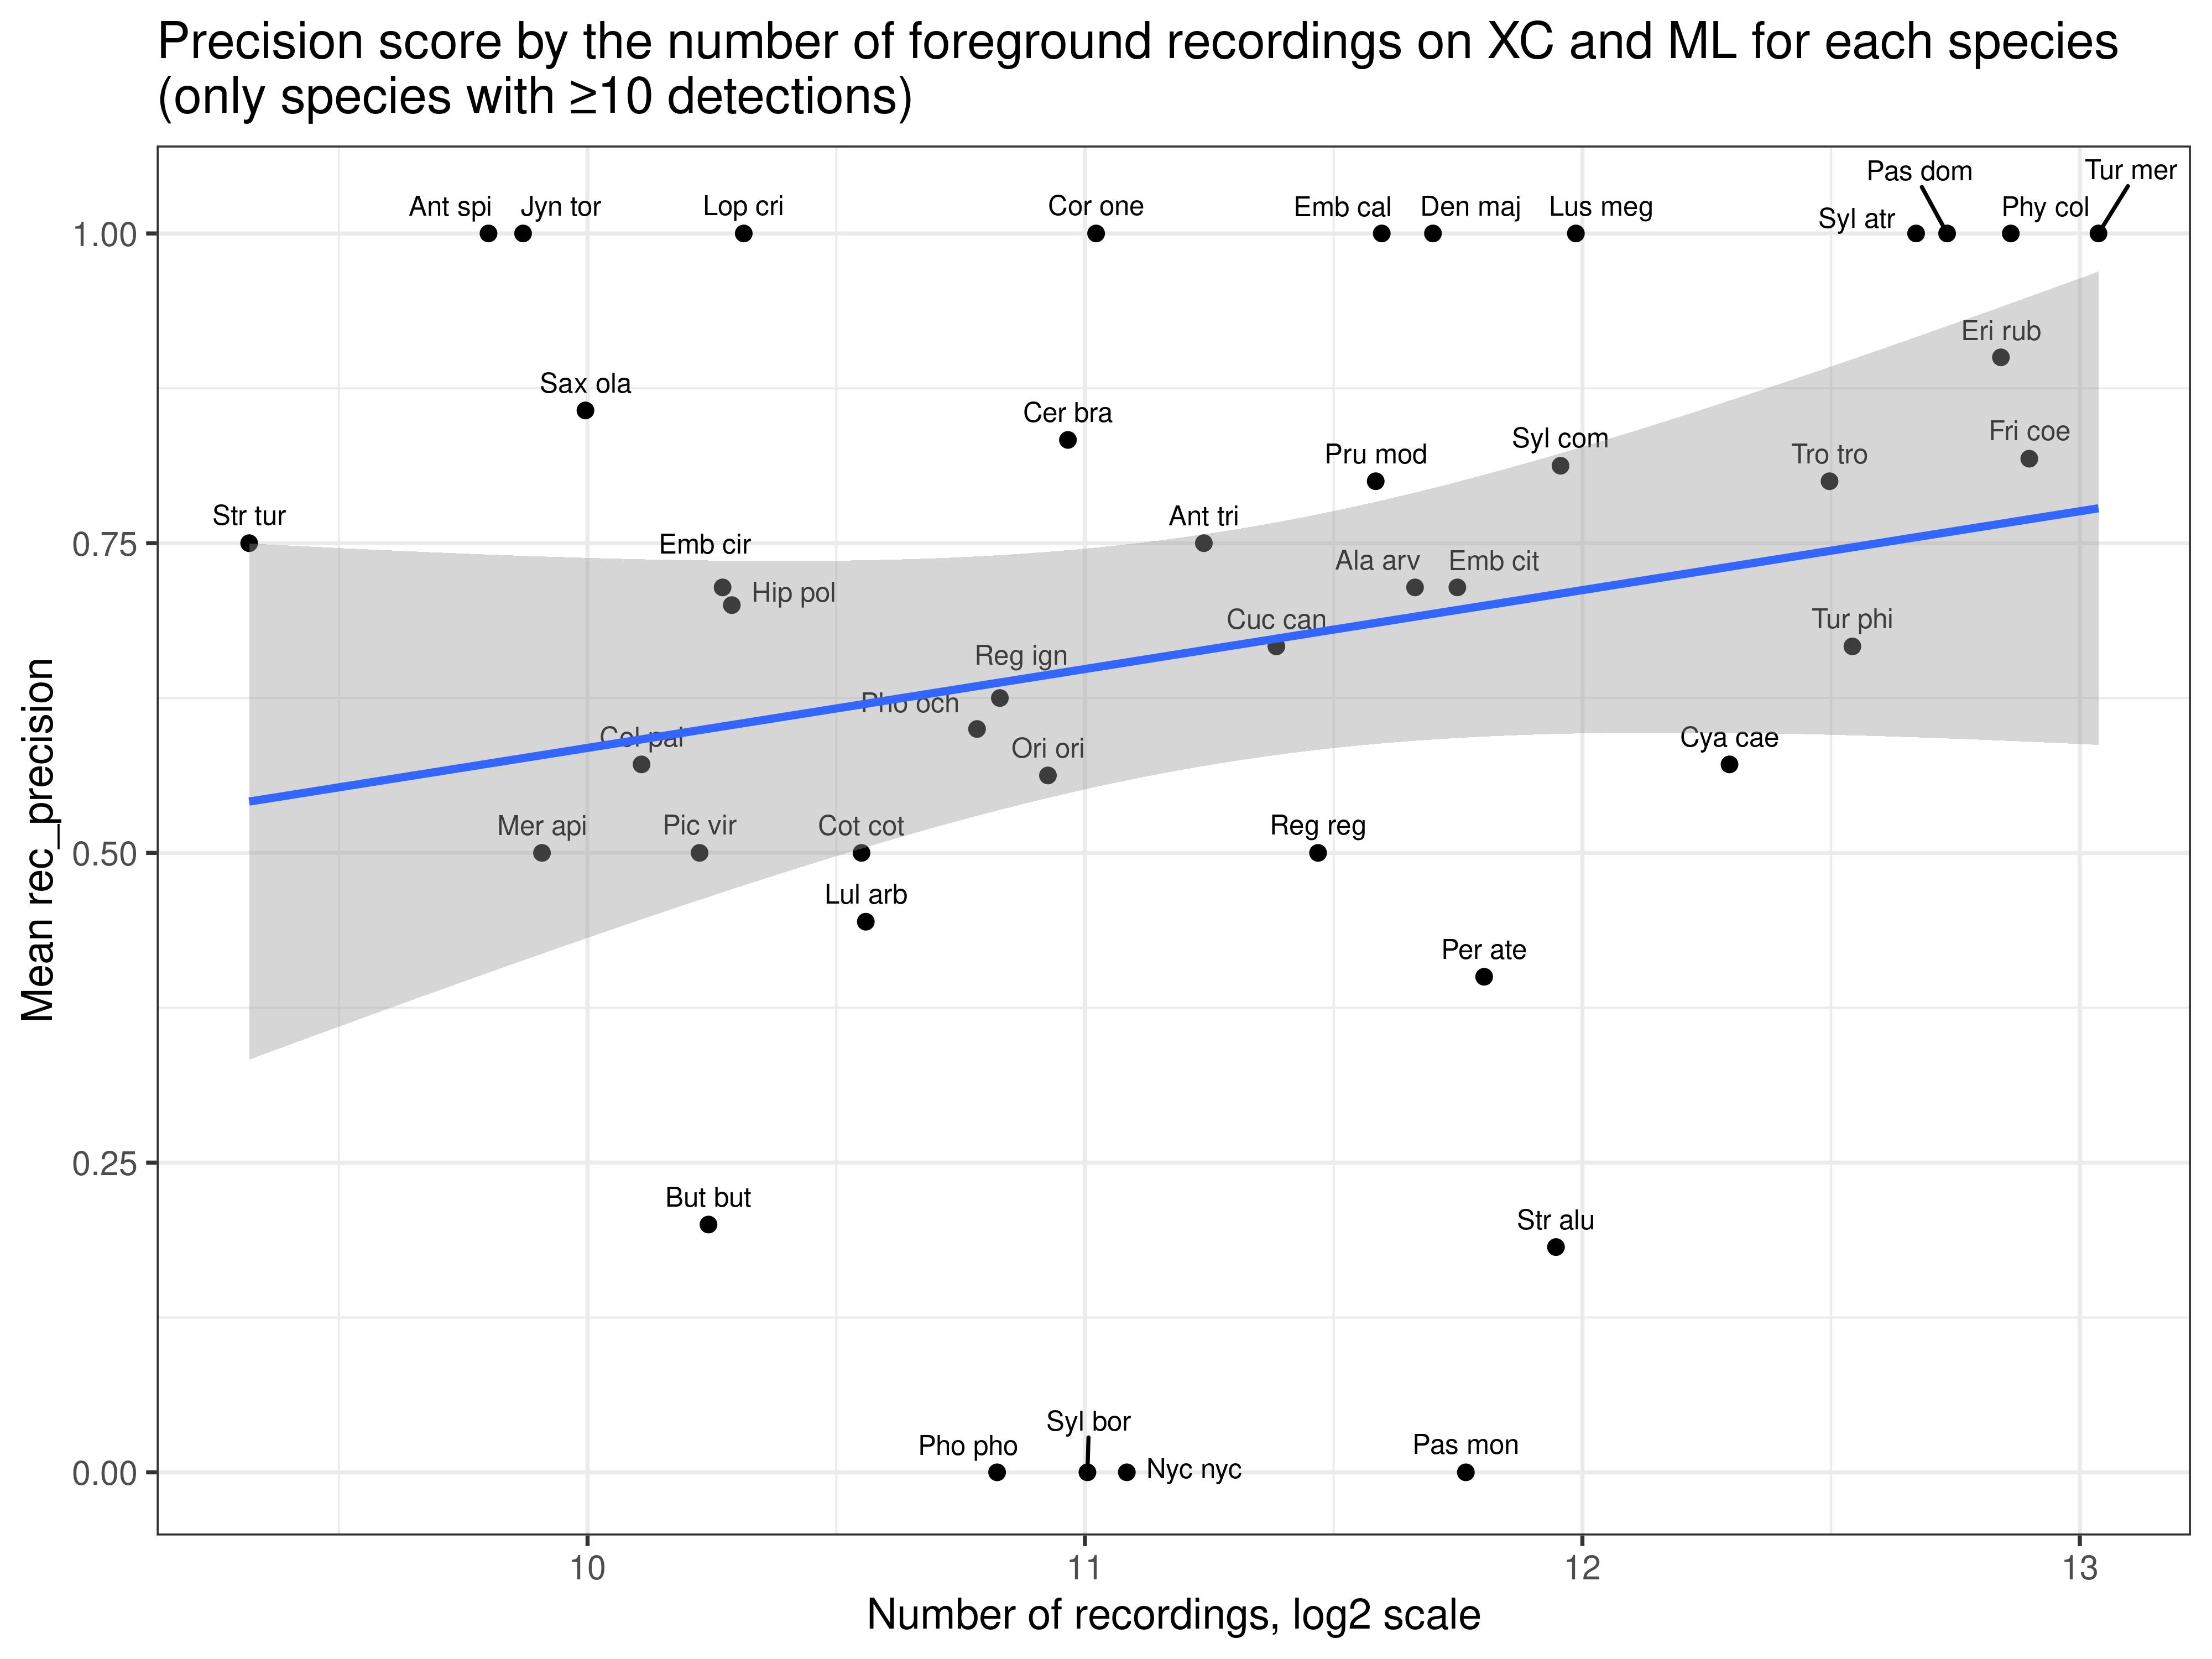 Precision score by the number of foreground recordings on XC and ML for each species
(only species with ≥10 detections)
Pas dom
Tur mer
Ant spi
Jyn tor
Lop cri
Cor one
Emb cal
Den maj
Lus meg
Syl atr
Phy col
1.00
Eri rub
Sax ola
Cer bra
Fri coe
Syl com
Pru mod
Tro tro
Str tur
Ant tri
0.75
Emb cir
Ala arv
Emb cit
Hip pol
Cuc can
Tur phi
Reg ign
Pho och
Col pal
Ori ori
Cya cae
Mer api
Pic vir
Cot cot
Reg reg
0.50
Lul arb
Per ate
0.25
But but
Str alu
Syl bor
Pho pho
Nyc nyc
Pas mon
0.00
Mean rec_precision
10
11
12
13
Number of recordings, log2 scale